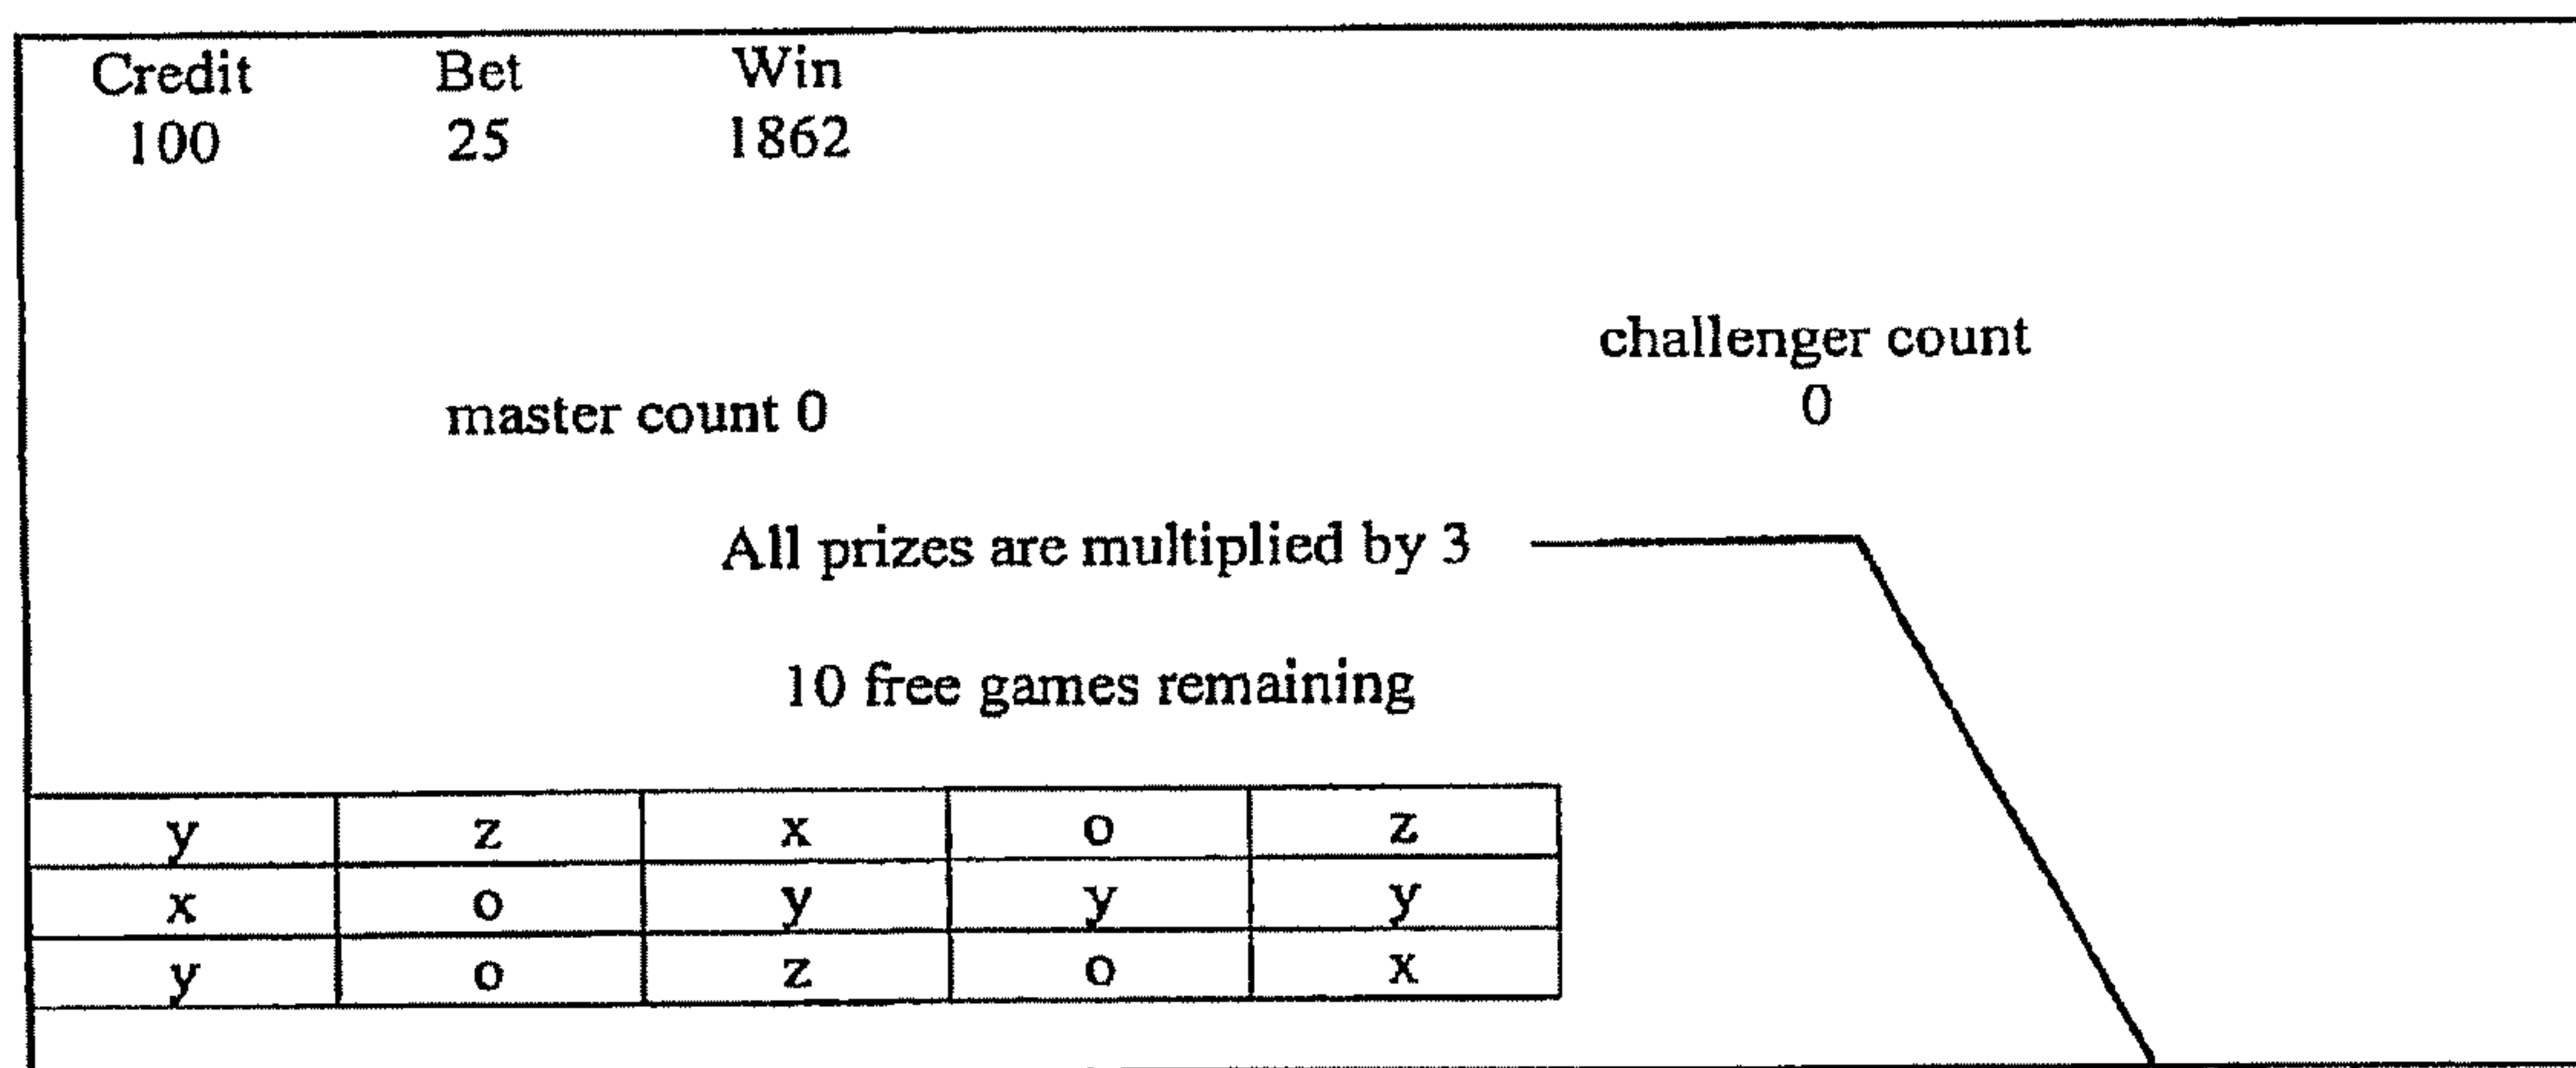 Credit Bet Win
100 25 1862
challenger count
0
master count 0
All prizes are multiplied by 3
10 free games remaining
y z x o z
x o y y y
y o z o x